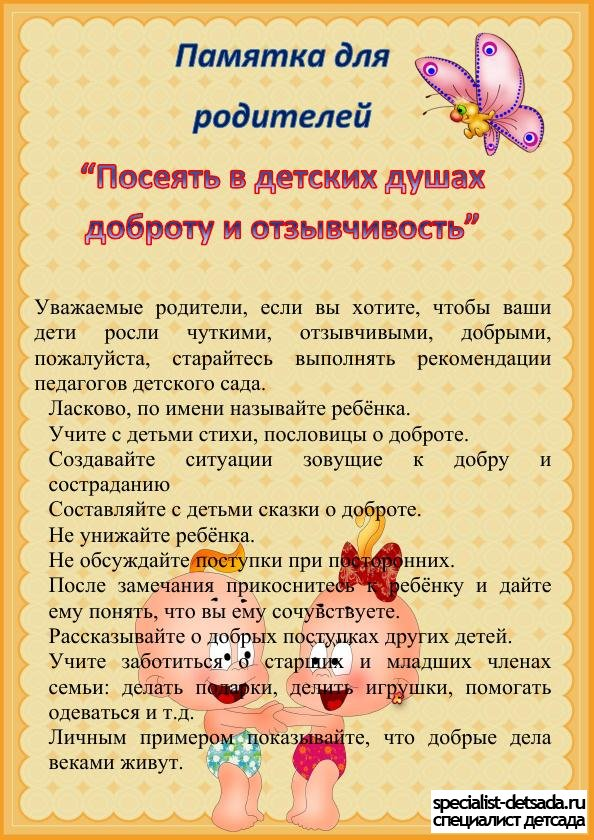 Памятка для
родителей
“Посеять в детских душах
доброту и отзывчивость”
Уважаемые родители, если вы хотите, чтобы ваши
дети росли чуткими, отзывчивыми, добрыми,
пожалуйста, старайтесь выполнять рекомендации
педагогов детского сада.
Ласково, по имени называйте ребёнка.
Учите с детьми стихи, пословицы о доброте.
Создавайте ситуации зовущие к добру и
состраданию
Составляйте с детьми сказки о доброте.
Не унижайте ребёнка.
Не обсуждайте поступки при посторонних.
После замечания прикоснитесь к ребёнку и дайте
ему понять, что вы ему сочувствуете.
Рассказывайте о добрых поступках других детей.
Учите заботиться о старших и младших членах
семьи: делать подарки, делить игрушки, помогать
одеваться и т.д.
Личным примером показывайте, что добрые дела
веками живут.
specialist-detsada.ru
специалист детсада